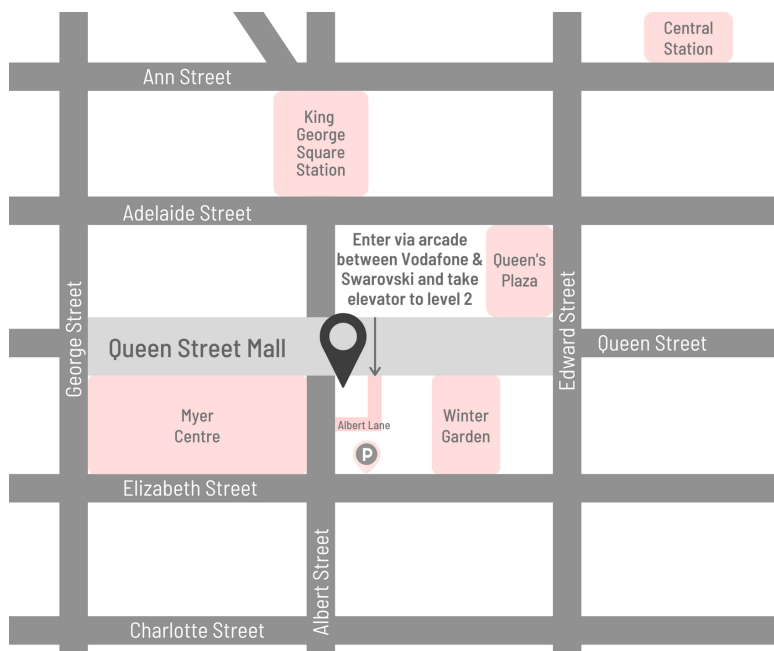 Central
Station
Ann Street
King
George
Square
Station
Adelaide Street
Enter via arcade
between Vodafone &
Swarovski and take
elevator to level 2
Queen's
Plaza
George Street
Edward Street
Queen Street Mall
Queen Street
Myer
Centre
Albert Lane
Winter
Garden
P
Elizabeth Street
Albert Street
Charlotte Street